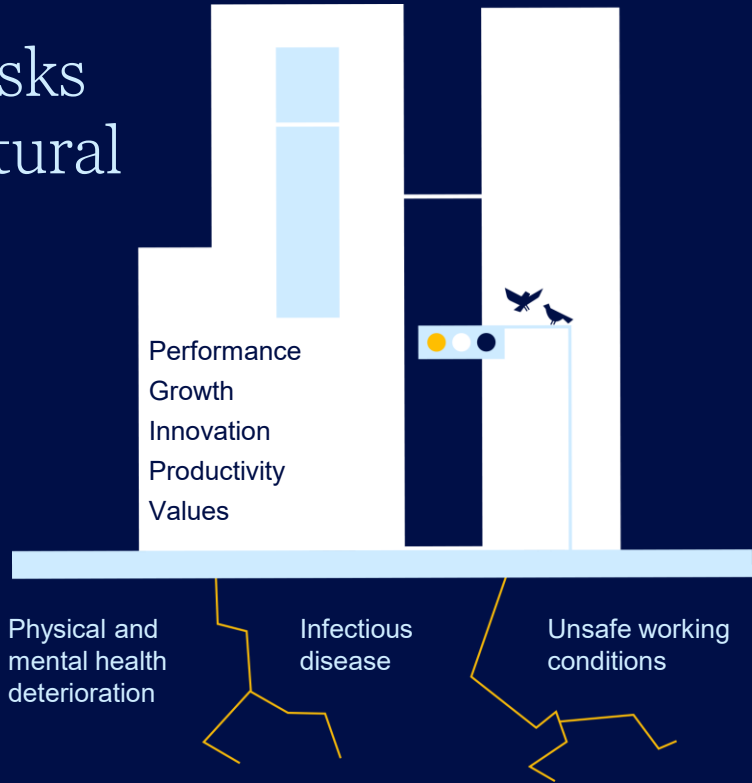 sks
tural
Performance
Growth
Innovation
Productivity
Values
Physical and
mental health
deterioration
Infectious
disease
Unsafe working
conditions